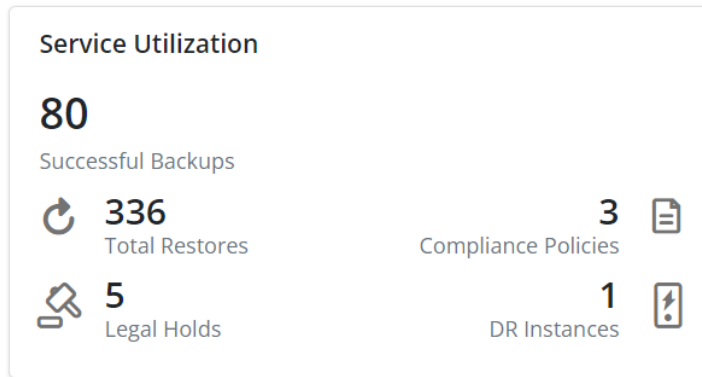 Service Utilization
80
Successful Backups
336
Total Restores
3
Compliance Policies
5
Legal Holds
1
DR Instances